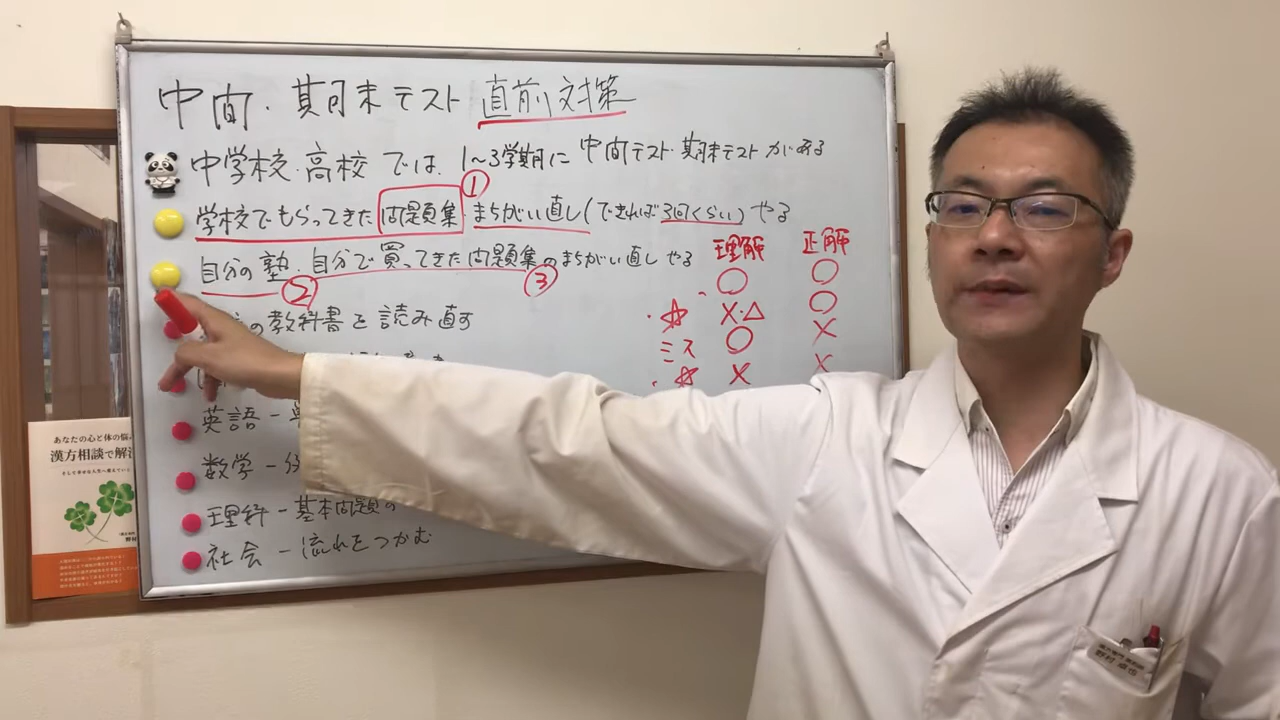 中間・期末テスト直前対策
中学校・高校では、1〜3学期に中間テスト期末テストがある
①
学校でもらってきた問題集 まちがい直し(できれば3回くらい)やる
自分の塾・自分で買ってきた問題集のまちがい直しやる
② ③
の教科書を読み直す
英語ー
数学ー
理科ー基本問題の
社会ー流れをつかむ
理解 正解
○ ○
・☆ ×・△ ○
ミス ○ ×
・☆ × ×
あなたの心と体の悩み
漢方相談で解